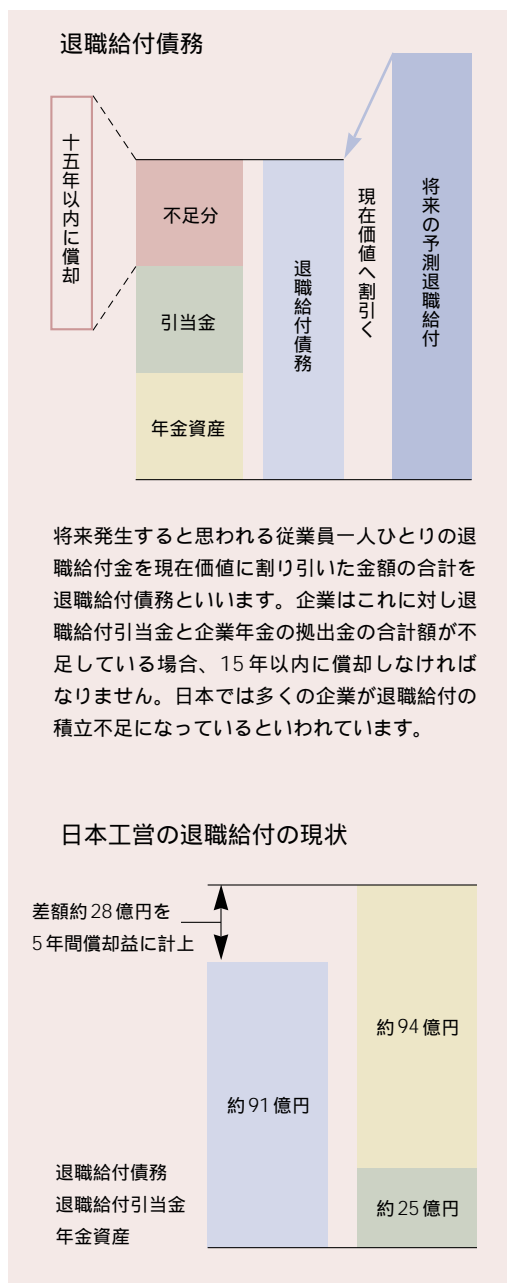 退職給付債務
十五年以内に償却
不足分
引当金
年金資産
退職給付債務
現在価値へ割引く
将来の予測退職給付
将来発生すると思われる従業員一人ひとりの退
職給付金を現在価値に割り引いた金額の合計を
退職給付債務といいます。企業はこれに対し退
職給付引当金と企業年金の拠出金の合計額が不
足している場合、15年以内に償却しなければ
なりません。日本では多くの企業が退職給付の
積立不足になっているといわれています。
日本工営の退職給付の現状
差額約28億円を
5年間償却益に計上
約94億円
約91億円
約25億円
退職給付債務
退職給付引当金
年金資産